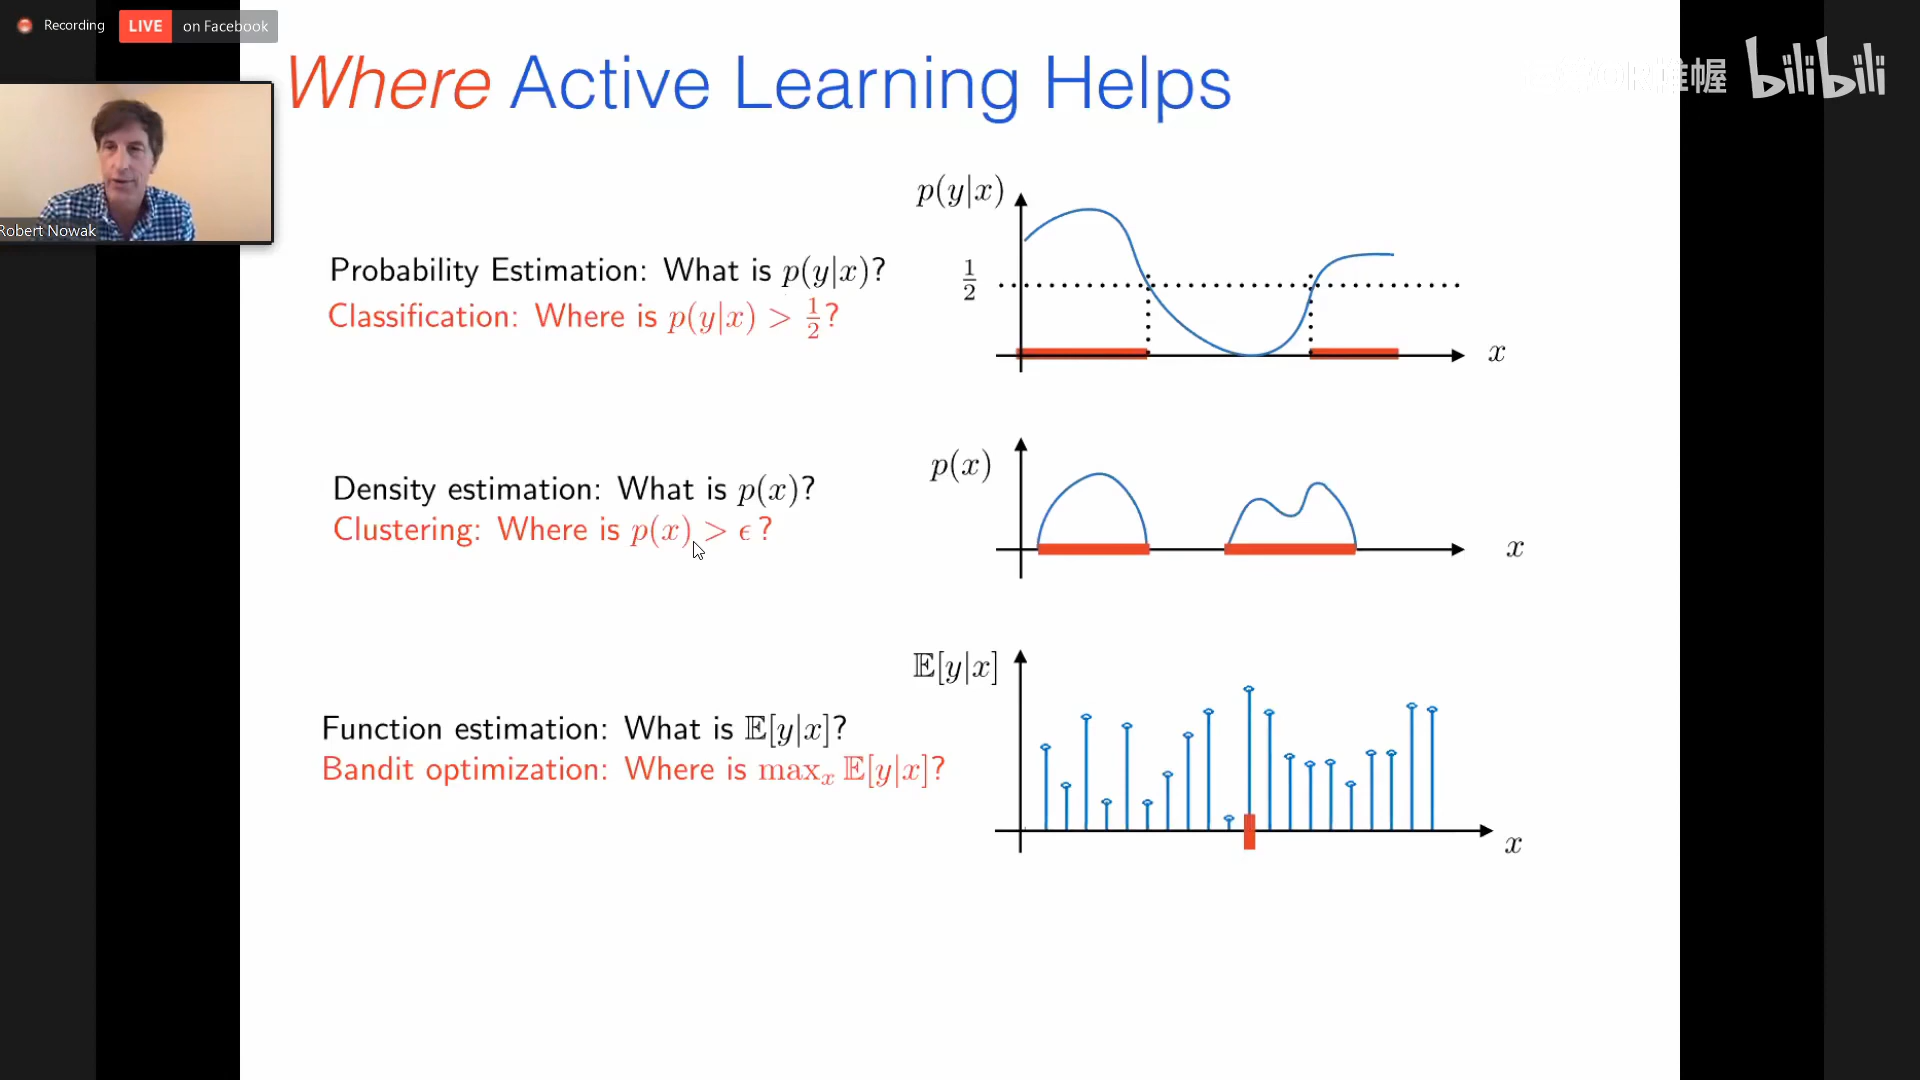 Recording
LIVE on Facebook
bilibili
Where Active Learning Helps
Robert Nowak
Probability Estimation: What is p(y|x)?
Classification: Where is p(y|x) > 1/2?
p(y|x)
1/2
x
Density estimation: What is p(x)?
Clustering: Where is p(x) > ϵ?
p(x)
x
Function estimation: What is 𝔼[y|x]?
Bandit optimization: Where is maxₓ 𝔼[y|x]?
𝔼[y|x]
x